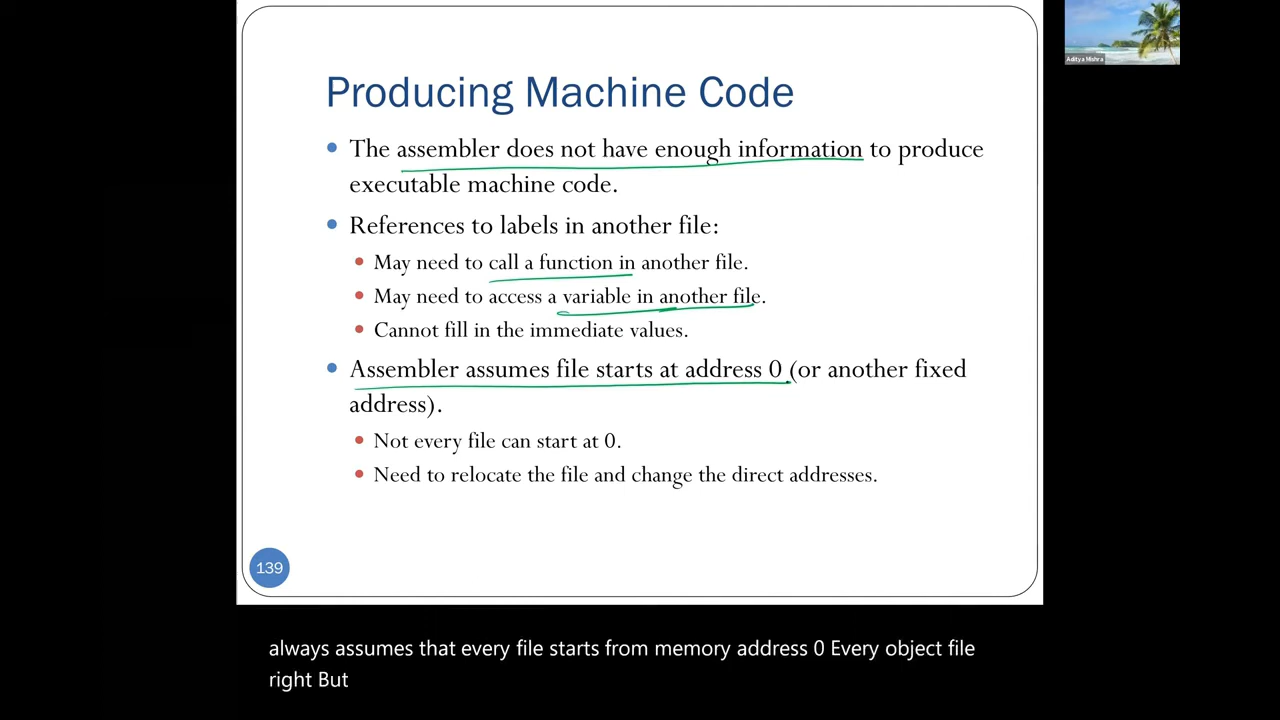 Aditya Mishra
Producing Machine Code
The assembler does not have enough information to produce
executable machine code.
References to labels in another file:
May need to call a function in another file.
May need to access a variable in another file.
Cannot fill in the immediate values.
Assembler assumes file starts at address 0 (or another fixed
address).
Not every file can start at 0.
Need to relocate the file and change the direct addresses.
139
always assumes that every file starts from memory address 0 Every object file
right But